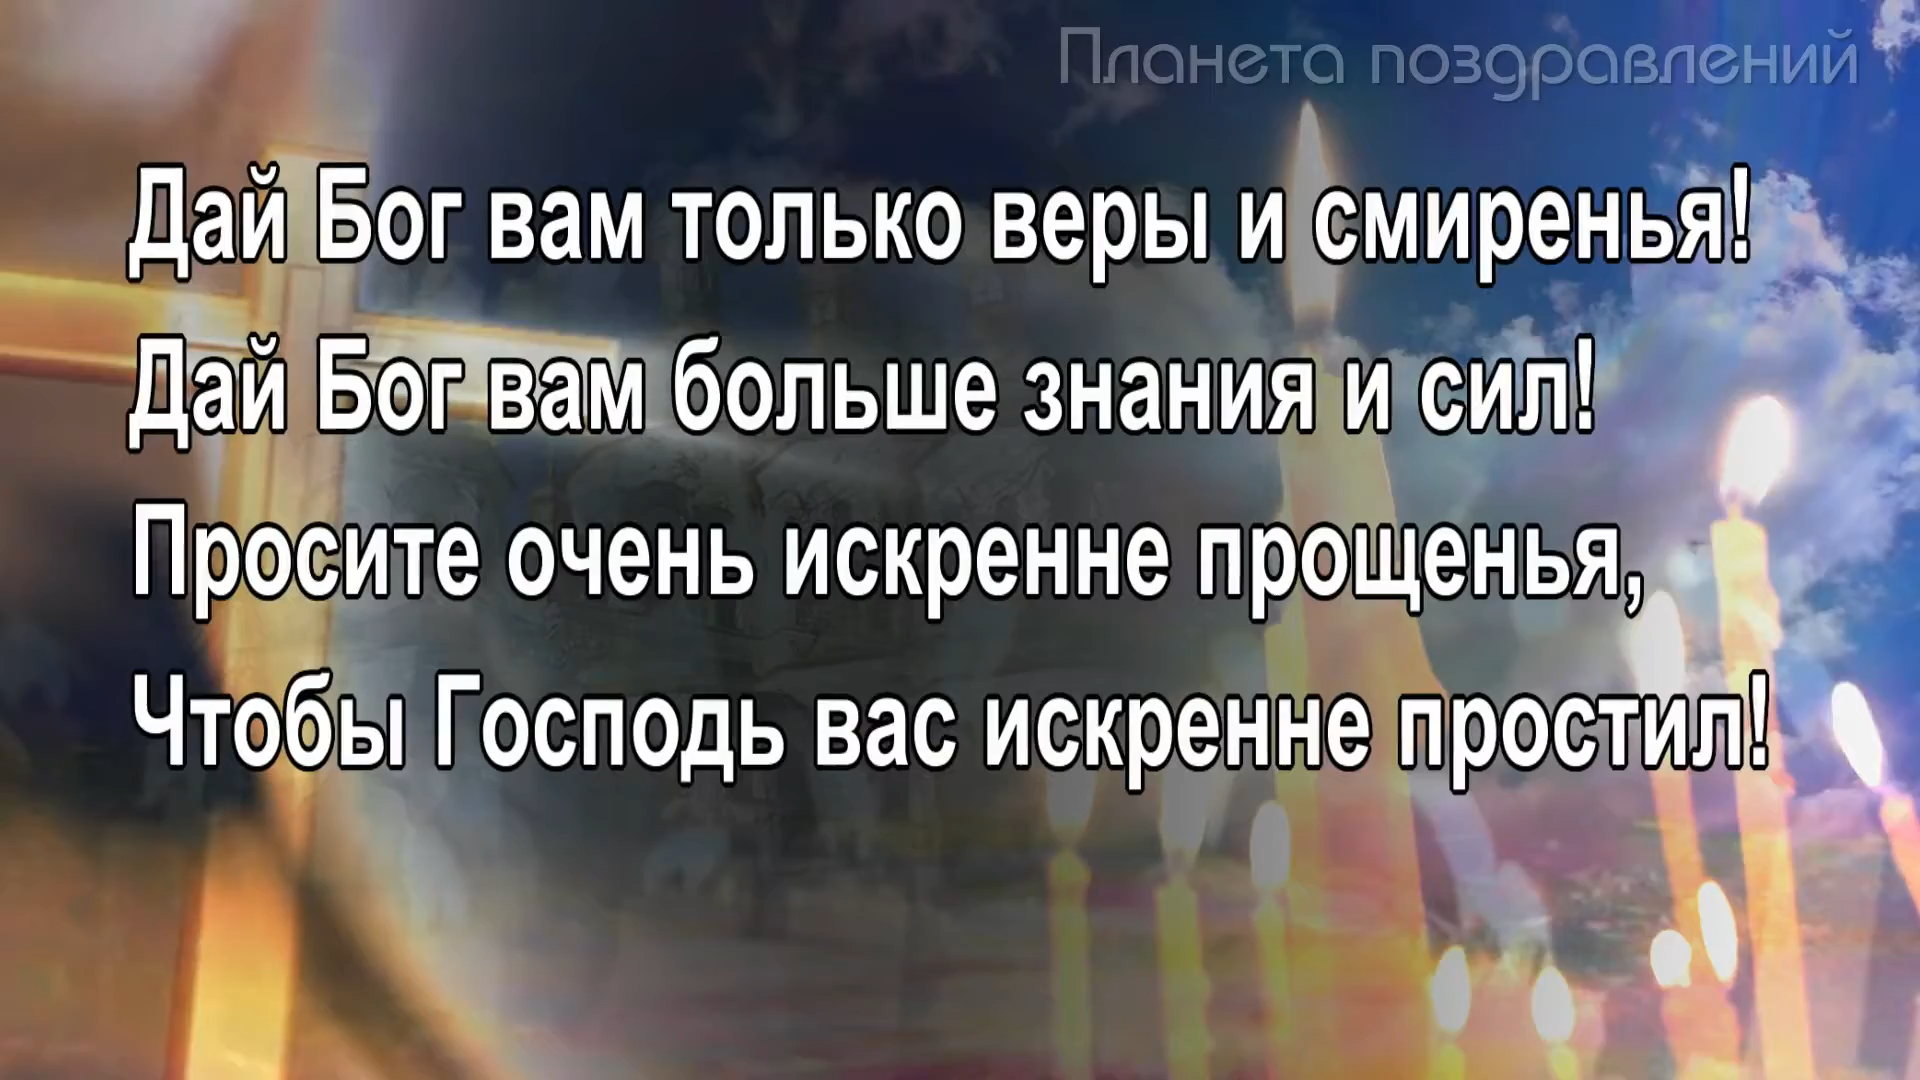 Планета поздравлений
Дай Бог вам только веры и смиренья!
Дай Бог вам больше знания и сил!
Просите очень искренне прощенья,
Чтобы Господь вас искренне простил!